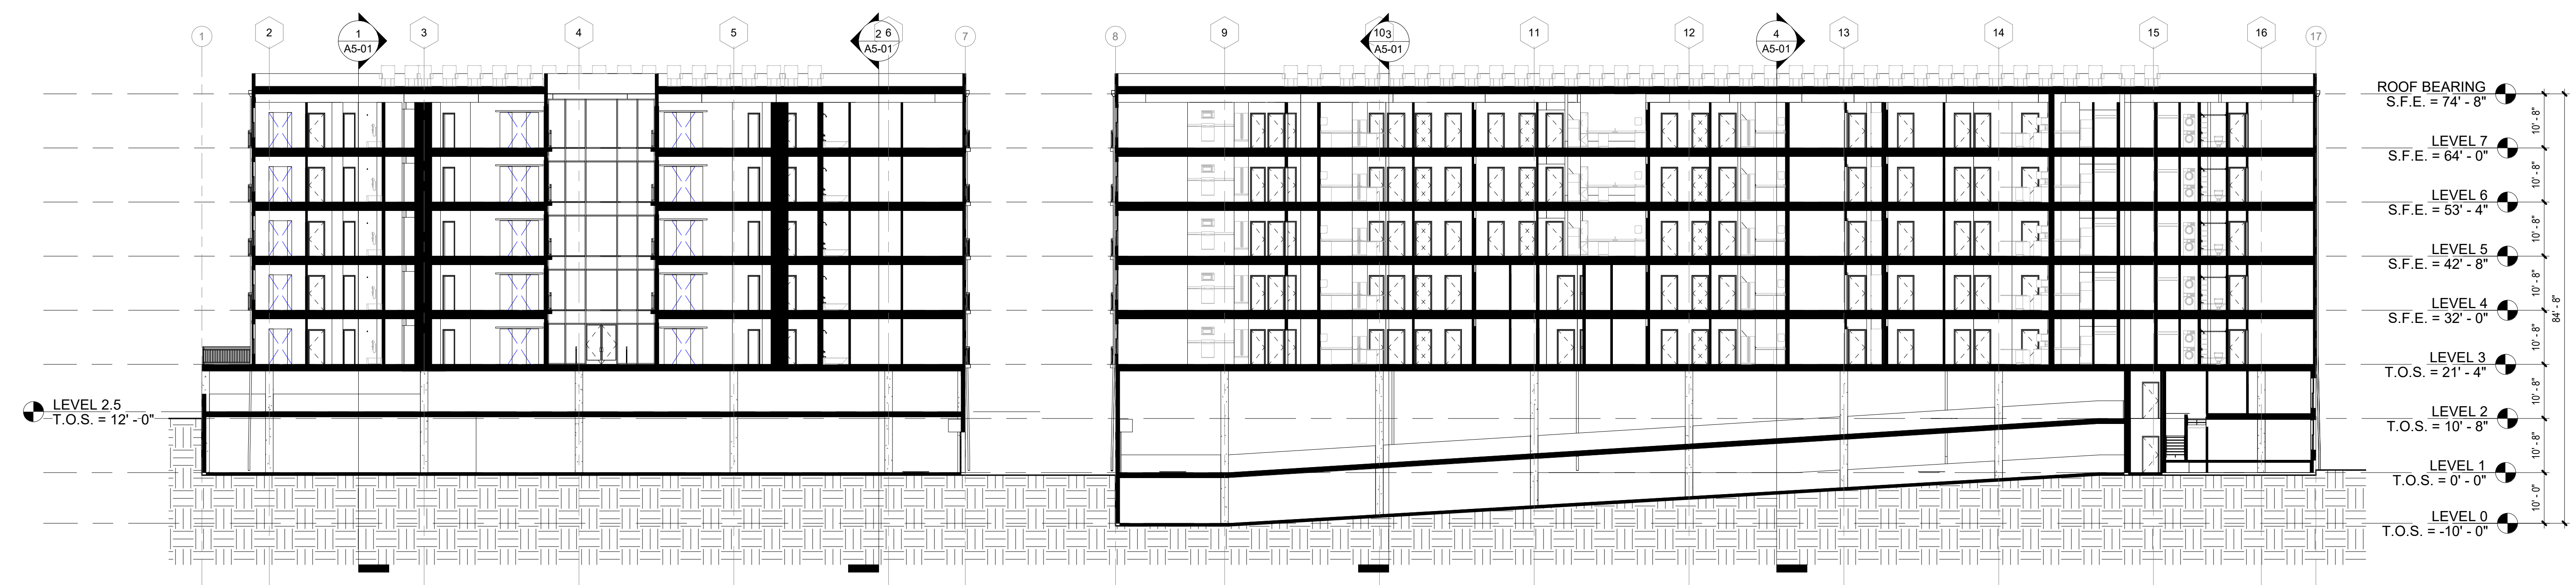 1
2
1
A5-01
3
4
5
2
A5-01
6
7
8
9
10
3
A5-01
11
12
4
A5-01
13
14
15
16
17
ROOF BEARING
S.F.E. = 74' - 8"
10' - 8"
LEVEL 7
S.F.E. = 64' - 0"
10' - 8"
LEVEL 6
S.F.E. = 53' - 4"
10' - 8"
LEVEL 5
S.F.E. = 42' - 8"
10' - 8"
LEVEL 4
S.F.E. = 32' - 0"
84' - 8"
10' - 8"
LEVEL 3
T.O.S. = 21' - 4"
10' - 8"
LEVEL 2.5
T.O.S. = 12' - 0"
LEVEL 2
T.O.S. = 10' - 8"
10' - 8"
LEVEL 1
T.O.S. = 0' - 0"
10' - 0"
LEVEL 0
T.O.S. = -10' - 0"